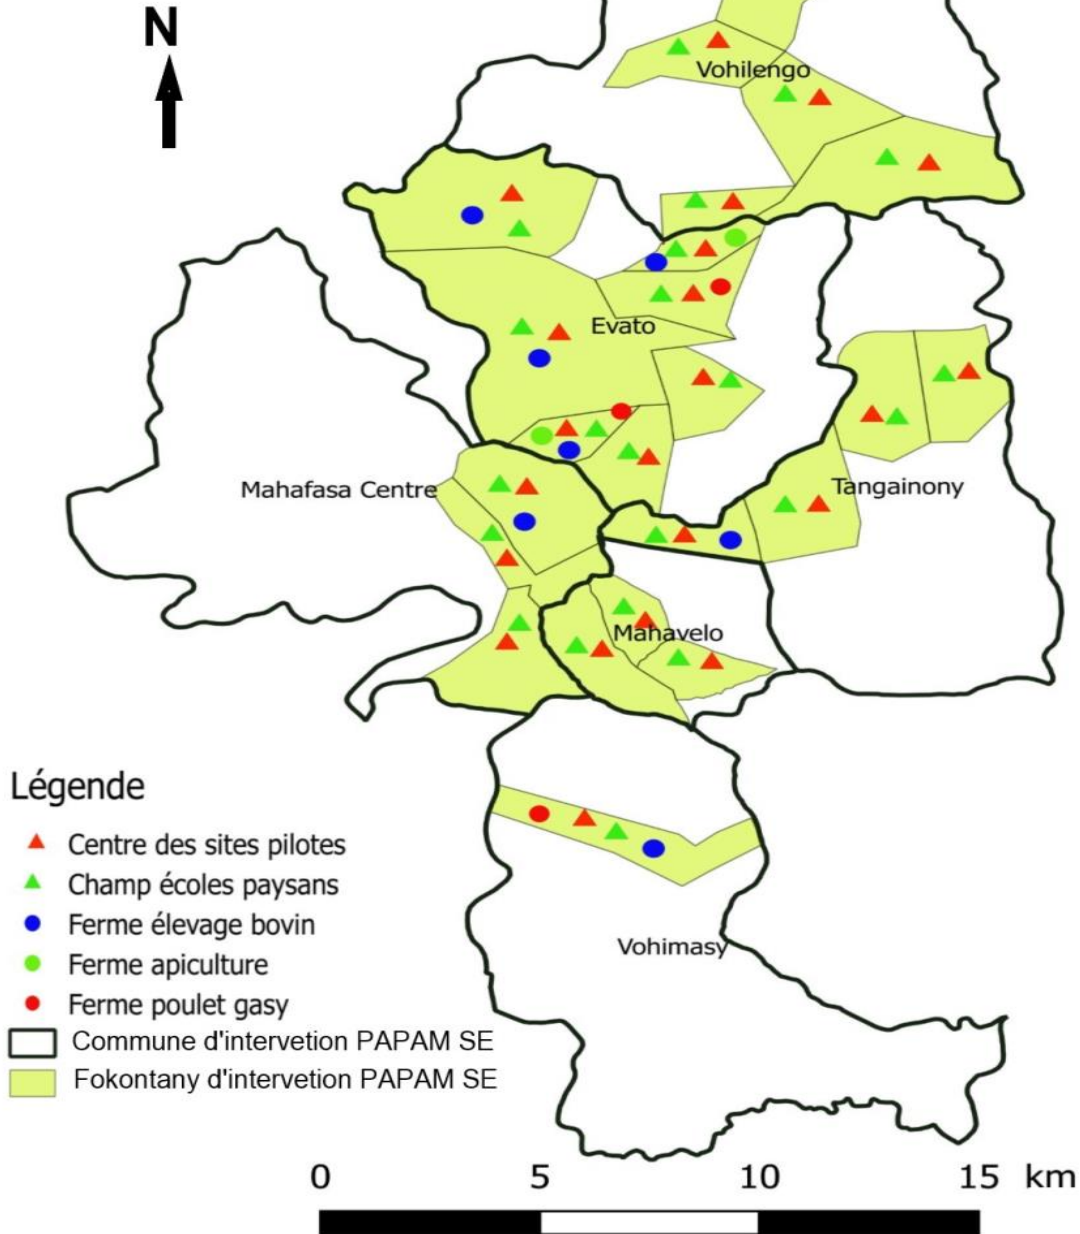 N
Vohilengo
Evato
Mahafasa Centre
Tangainony
Mahavelo
Légende
Centre des sites pilotes
Champ écoles paysans
Ferme élevage bovin
Ferme apiculture
Ferme poulet gasy
Commune d'intervetion PAPAM SE
Fokontany d'intervetion PAPAM SE
Vohimasy
0 5 10 15 km